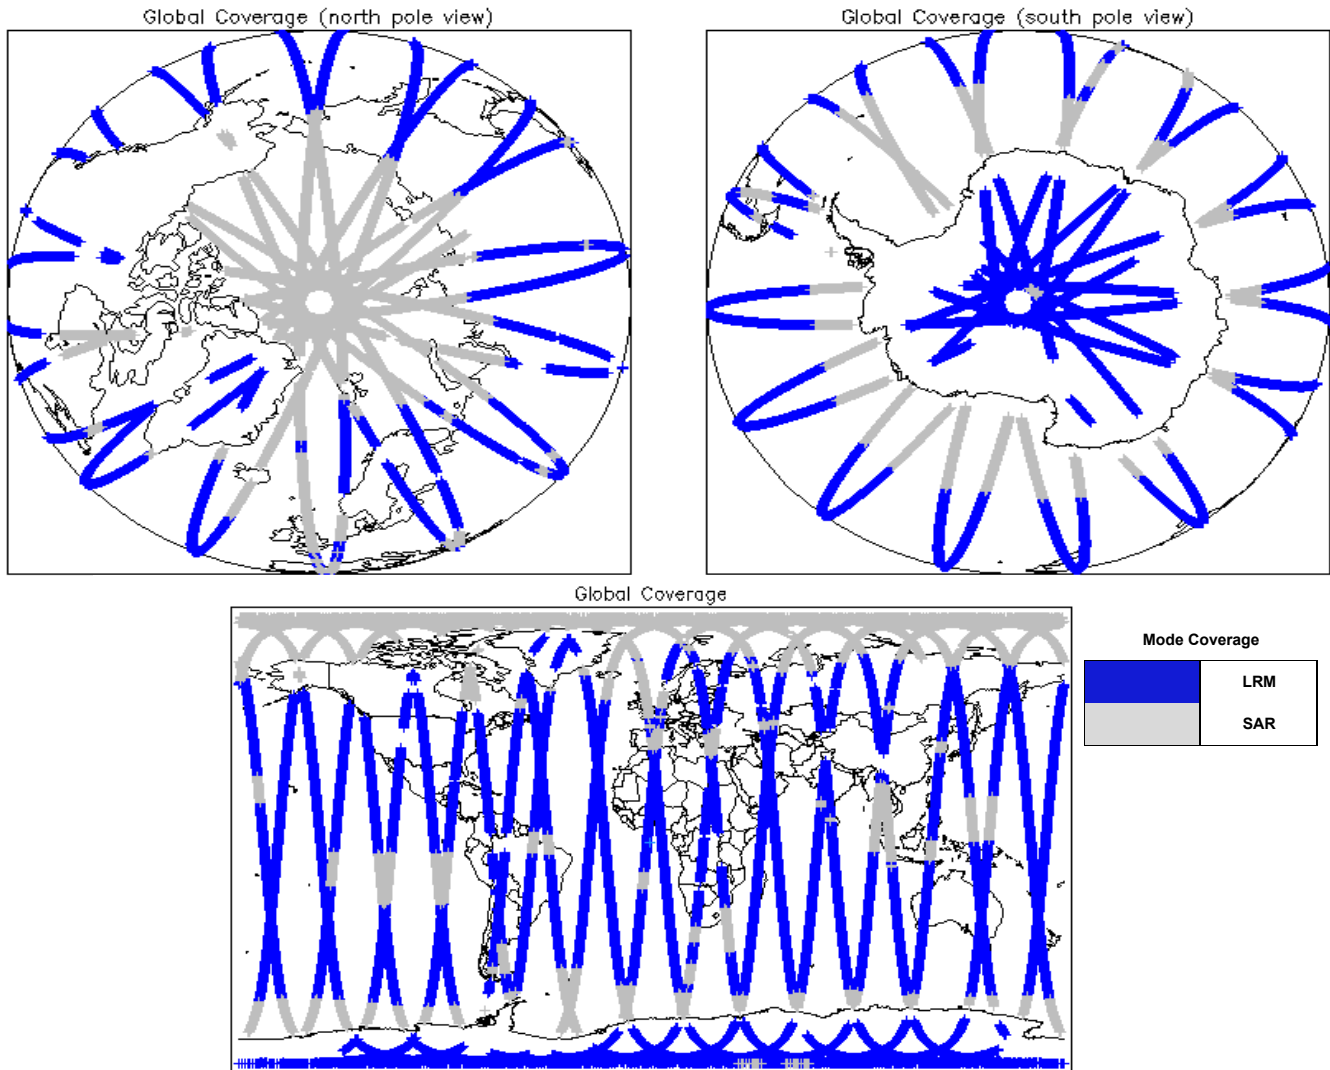 Global Coverage (north pole view)
Global Coverage (south pole view)
Global Coverage
Mode Coverage
LRM
SAR